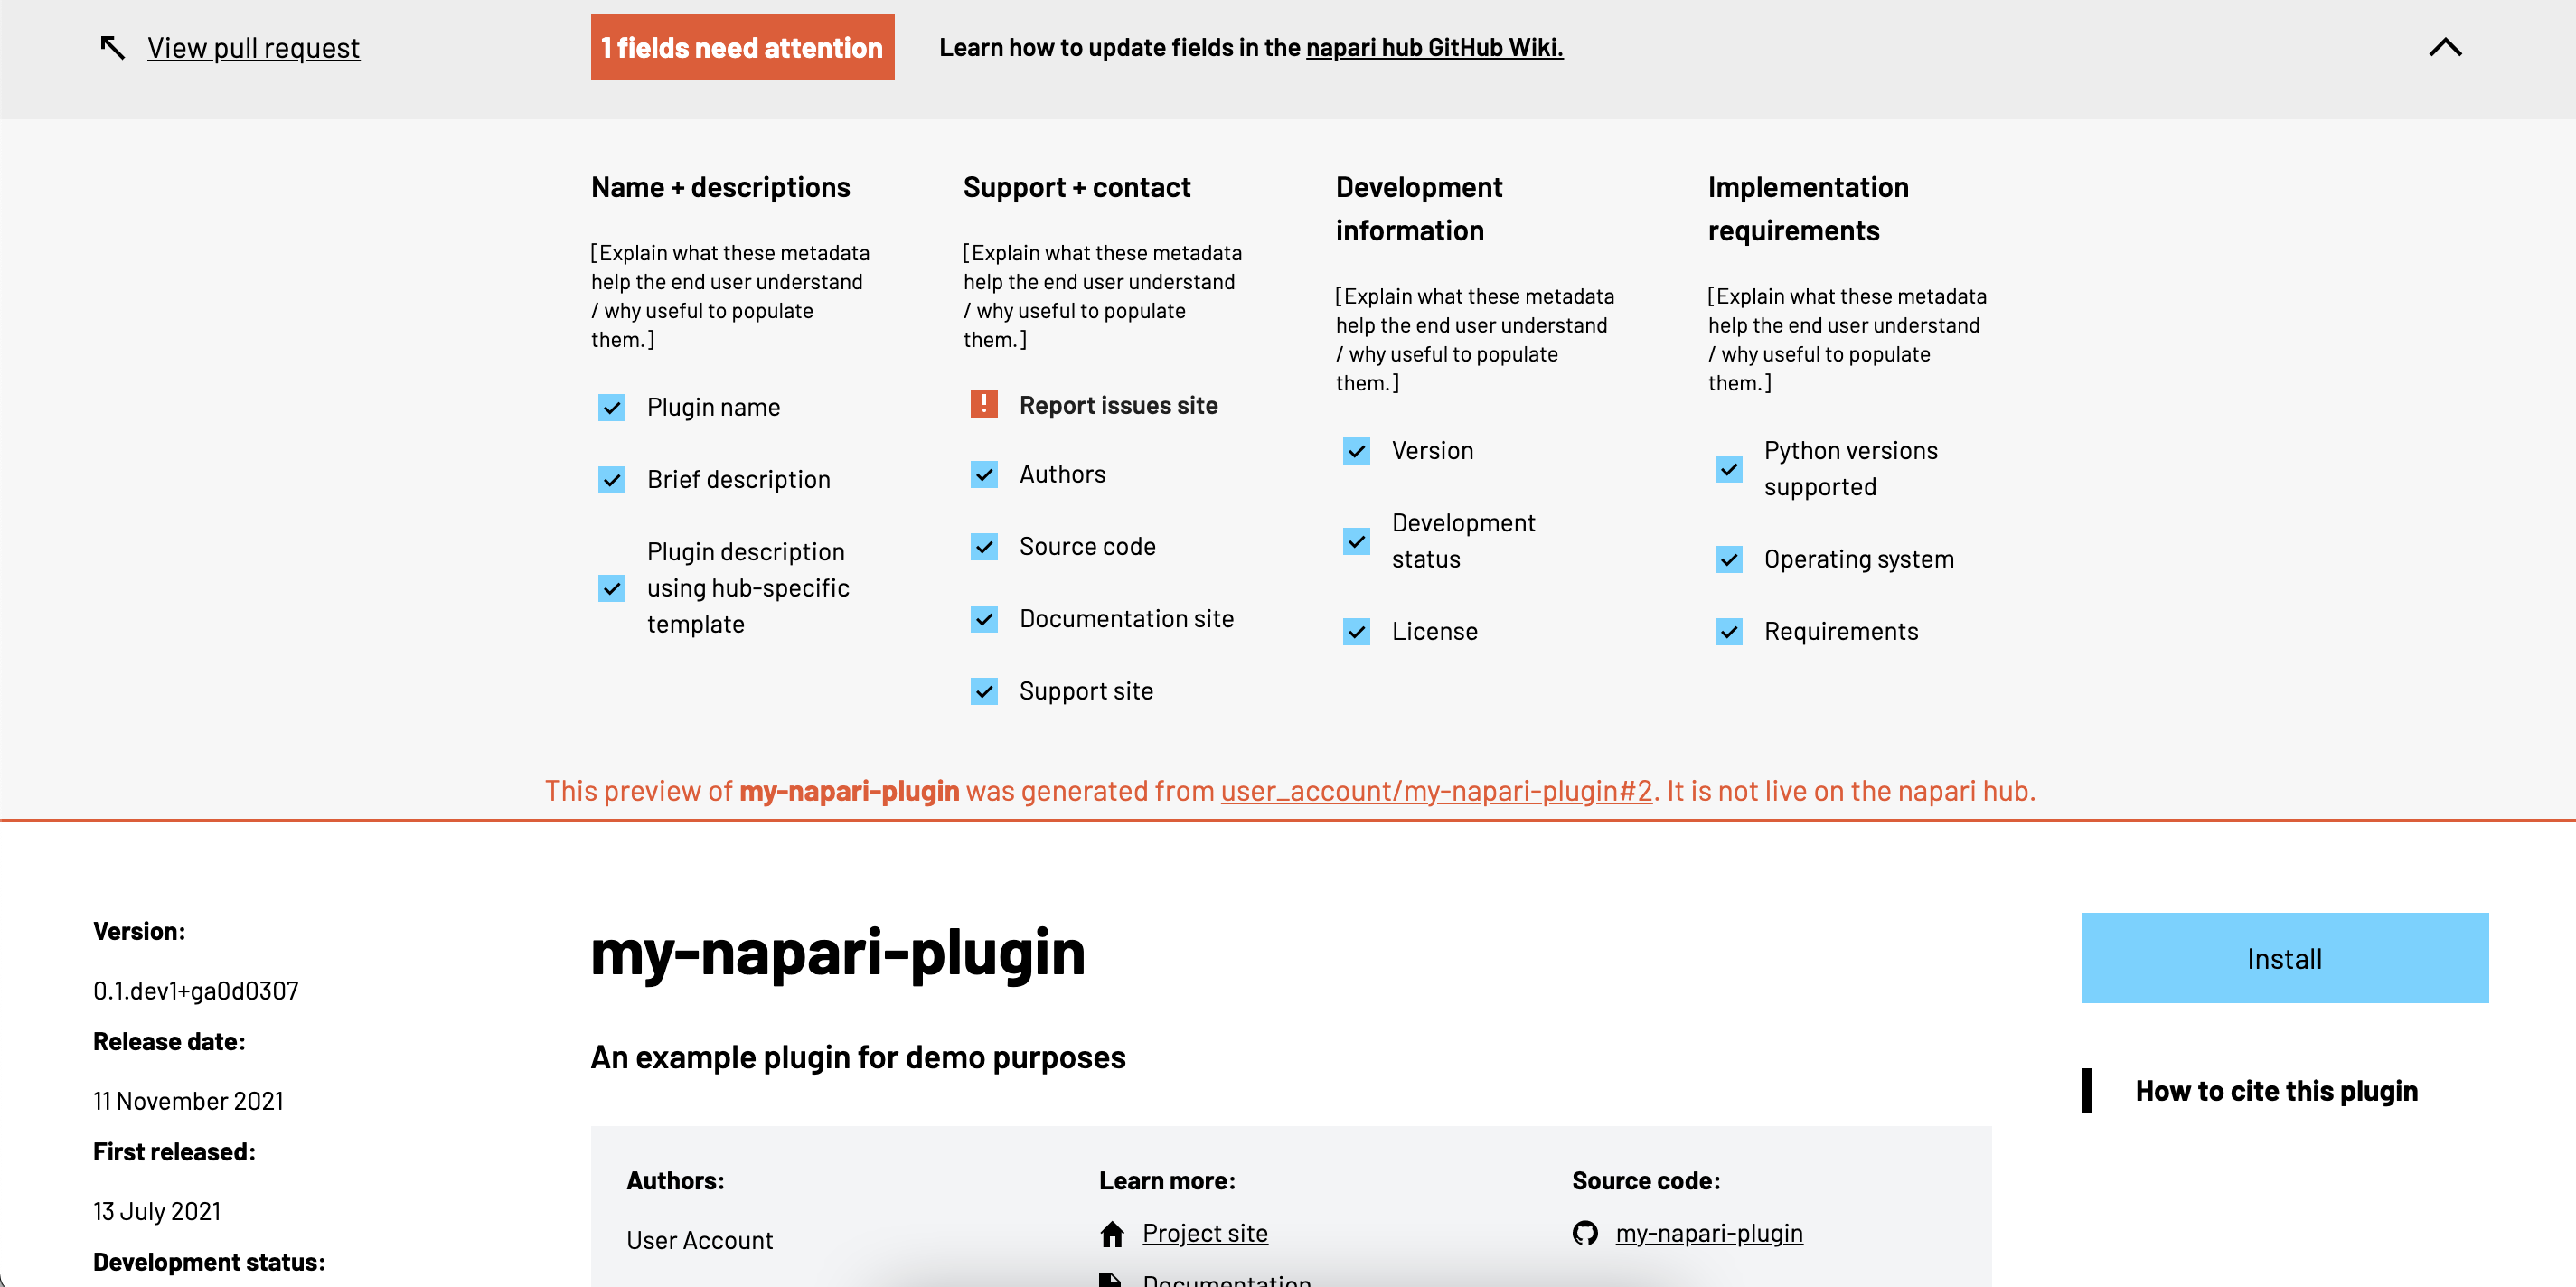 View pull request
1 fields need attention
Learn how to update fields in the napari hub GitHub Wiki.
Name + descriptions
[Explain what these metadata
help the end user understand
/ why useful to populate
them.]
Plugin name
Brief description
Plugin description
using hub-specific
template
Support + contact
[Explain what these metadata
help the end user understand
/ why useful to populate
them.]
Report issues site
Authors
Source code
Documentation site
Support site
Development
information
[Explain what these metadata
help the end user understand
/ why useful to populate
them.]
Version
Development
status
License
Implementation
requirements
[Explain what these metadata
help the end user understand
/ why useful to populate
them.]
Python versions
supported
Operating system
Requirements
This preview of my-napari-plugin was generated from user_account/my-napari-plugin#2. It is not live on the napari hub.
Version:
0.1.dev1+ga0d0307
Release date:
11 November 2021
First released:
13 July 2021
Development status:
my-napari-plugin
An example plugin for demo purposes
Authors:
User Account
Learn more:
Project site
Documentation
Source code:
my-napari-plugin
Install
How to cite this plugin